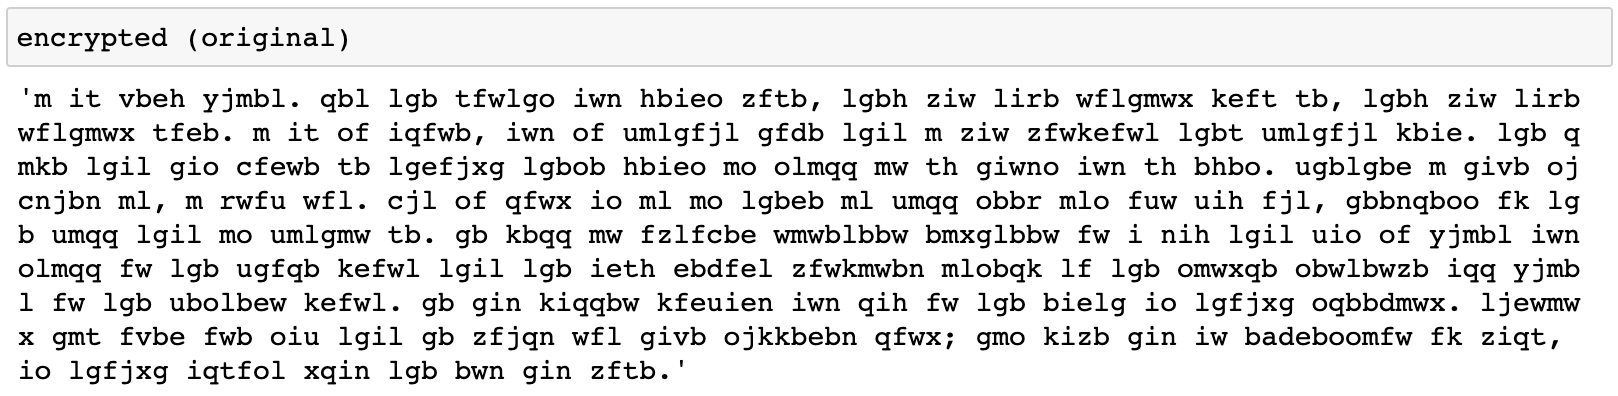 encrypted (original)
'm it vbeh yjmbl. qbl lgb tfwlgo iwn hbieo zftb, lgbh ziw lirb wflgmwx keft tb, lgbh ziw lirb
wflgmwx tfeb. m it of iqfwb, iwn of umlgfjl gfdb lgil m ziw zfwkefwl lgbt umlgfjl kbie. lgb q
mkb lgil gio cfewb tb lgefjxg lgbob hbieo mo olmqq mw th giwno iwn th bhbo. ugblgbe m givb oj
cnjbn ml, m rwfu wfl. cjl of qfwx io ml mo lgbeb ml umqq obbr mlo fuw uih fjl, gbbnqboo fk lg
b umqq lgil mo umlgmw tb. gb kbqq mw fzlfcbe wmwblbbw bmxglbbw fw i nih lgil uio of yjmbl iwn
olmqq fw lgb ugfqb kefwl lgil lgb ieth ebdfel zfwkmwbn mlobqk lf lgb omwxqb obwlbwzb iqq yjmb
l fw lgb ubolbew kefwl. gb gin kiqqbw kfeuien iwn qih fw lgb bielg io lgfjxg oqbbdmwx. ljewmw
x gmt fvbe fwb oiu lgil gb zfjqn wfl givb ojkkbebn qfwx; gmo kizb gin iw badeboomfw fk ziqt,
io lgfjxg iqtfol xqin lgb bwn gin zftb.'